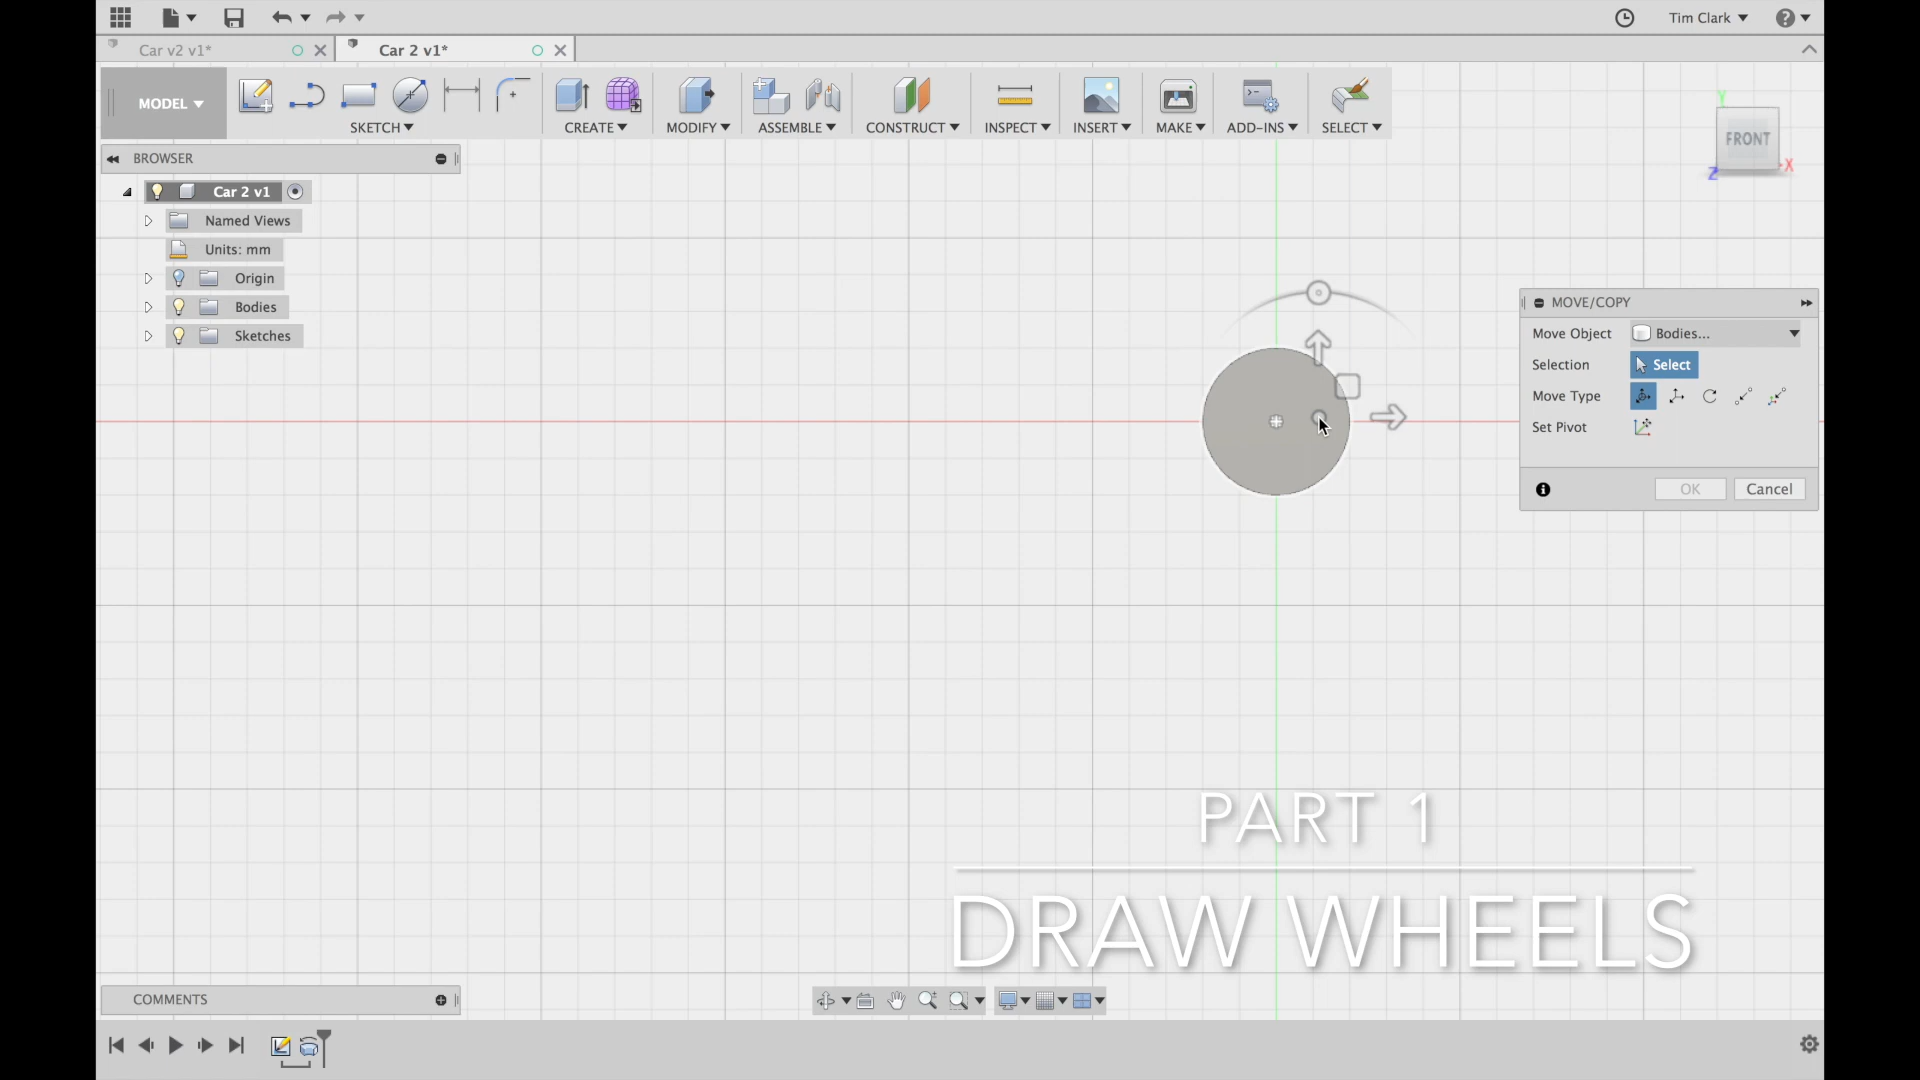 Tim Clark
Car v2 v1*
Car 2 v1*
MODEL
SKETCH
CREATE
MODIFY
ASSEMBLE
CONSTRUCT
INSPECT
INSERT
MAKE
ADD-INS
SELECT
Y
FRONT
X
Z
BROWSER
Car 2 v1
Named Views
Units: mm
Origin
Bodies
Sketches
MOVE/COPY
Move Object
Bodies...
Selection
Select
Move Type
Set Pivot
OK
Cancel
PART 1
DRAW WHEELS
COMMENTS